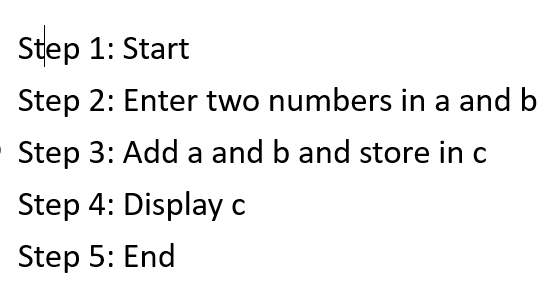 Step 1: Start
Step 2: Enter two numbers in a and b
Step 3: Add a and b and store in c
Step 4: Display c
Step 5: End